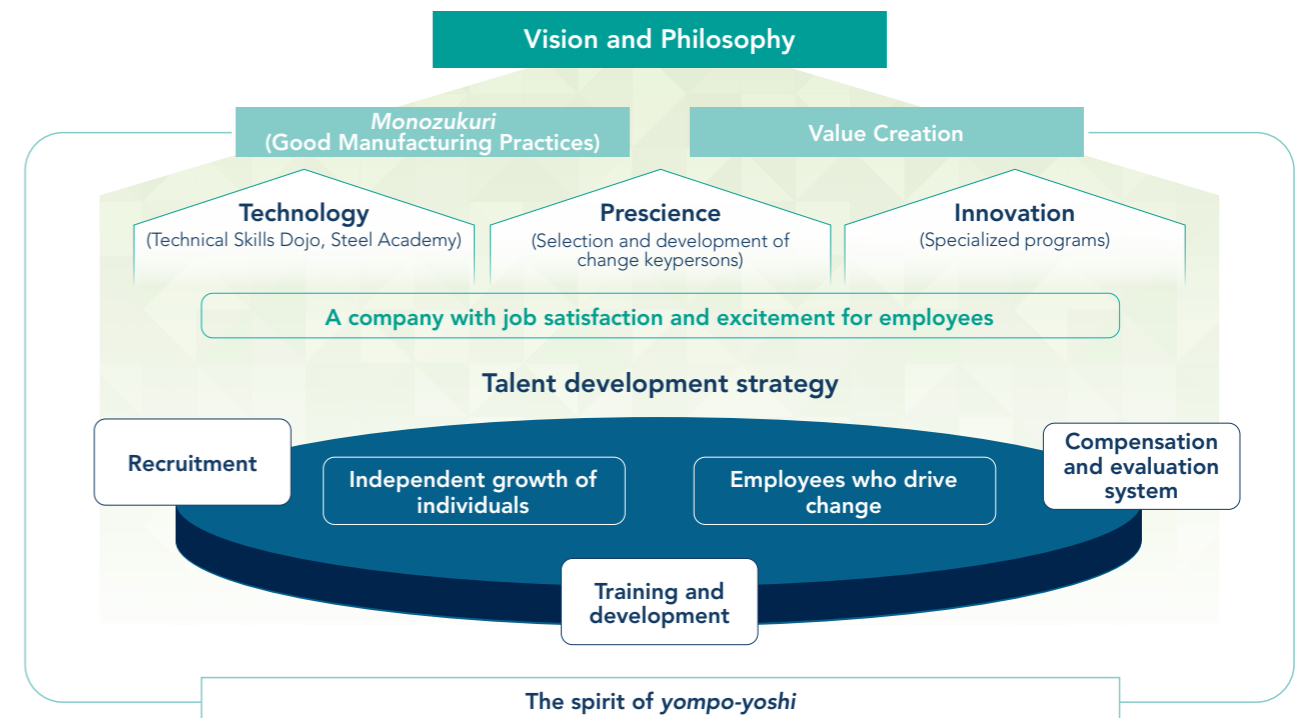 Vision and Philosophy
Monozukuri
(Good Manufacturing Practices)
Value Creation
Technology
(Technical Skills Dojo, Steel Academy)
Prescience
(Selection and development of
change keypersons)
Innovation
(Specialized programs)
A company with job satisfaction and excitement for employees
Talent development strategy
Recruitment
Independent growth of
individuals
Employees who drive
change
Compensation
and evaluation
system
Training and
development
The spirit of yompo-yoshi